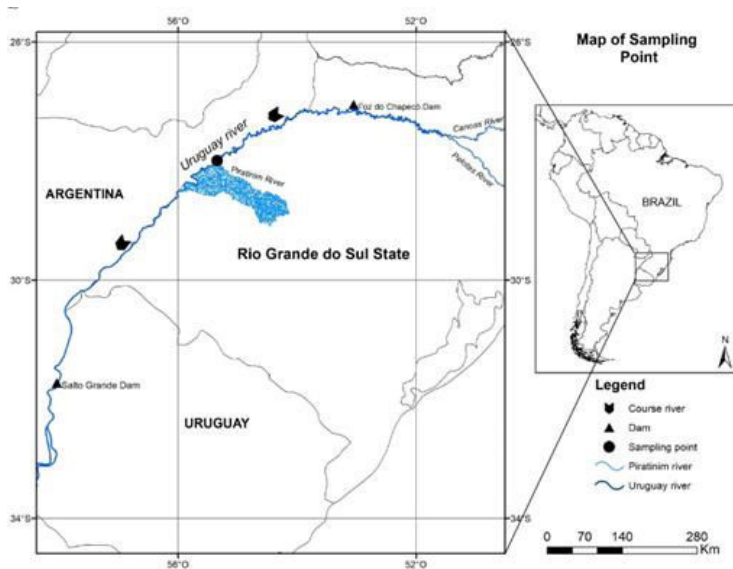 56°O
52°O
26°S
26°S
Map of Sampling
Point
Foz do Chapecó Dam
Canoas River
Pelotas River
Uruguay river
Piratinim River
ARGENTINA
BRAZIL
Rio Grande do Sul State
30°S
30°S
Salto Grande Dam
URUGUAY
N
Legend
Course river
Dam
Sampling point
Piratinim river
Uruguay river
34°S
34°S
56°O
52°O
0 70 140 280
Km